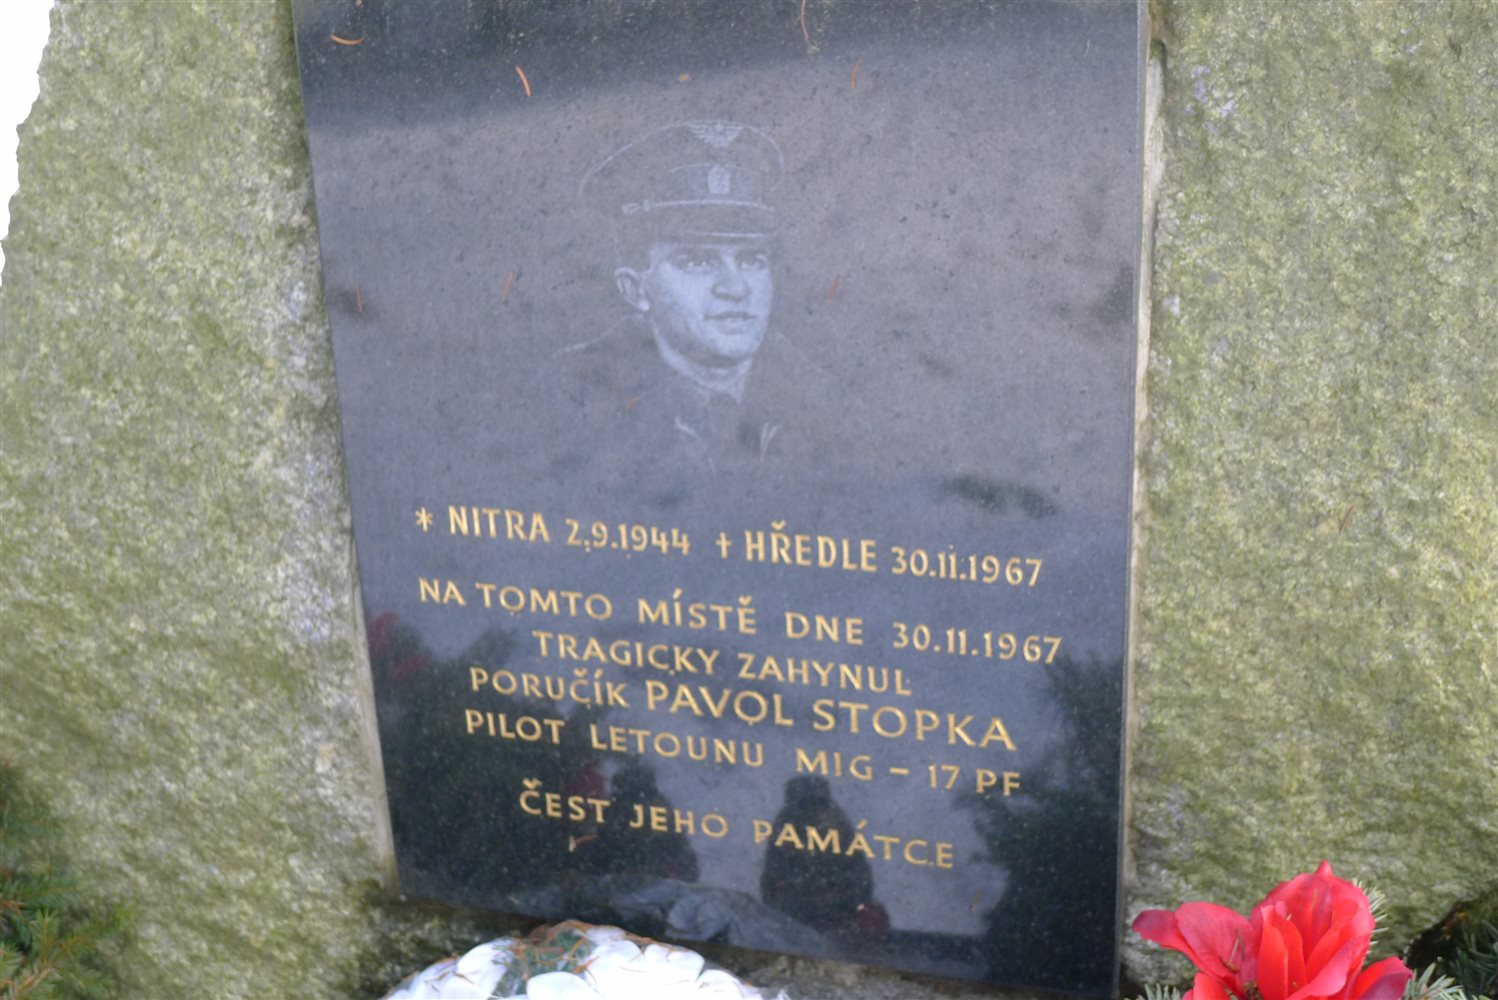 * NITRA 2.9.1944 + HŘEDLE 30.11.1967
NA TOMTO MÍSTĚ DNE 30.11.1967
TRAGICKY ZAHYNUL
PORUČÍK PAVOL STOPKA
PILOT LETOUNU MIG – 17 PF
ČEST JEHO PAMÁTCE